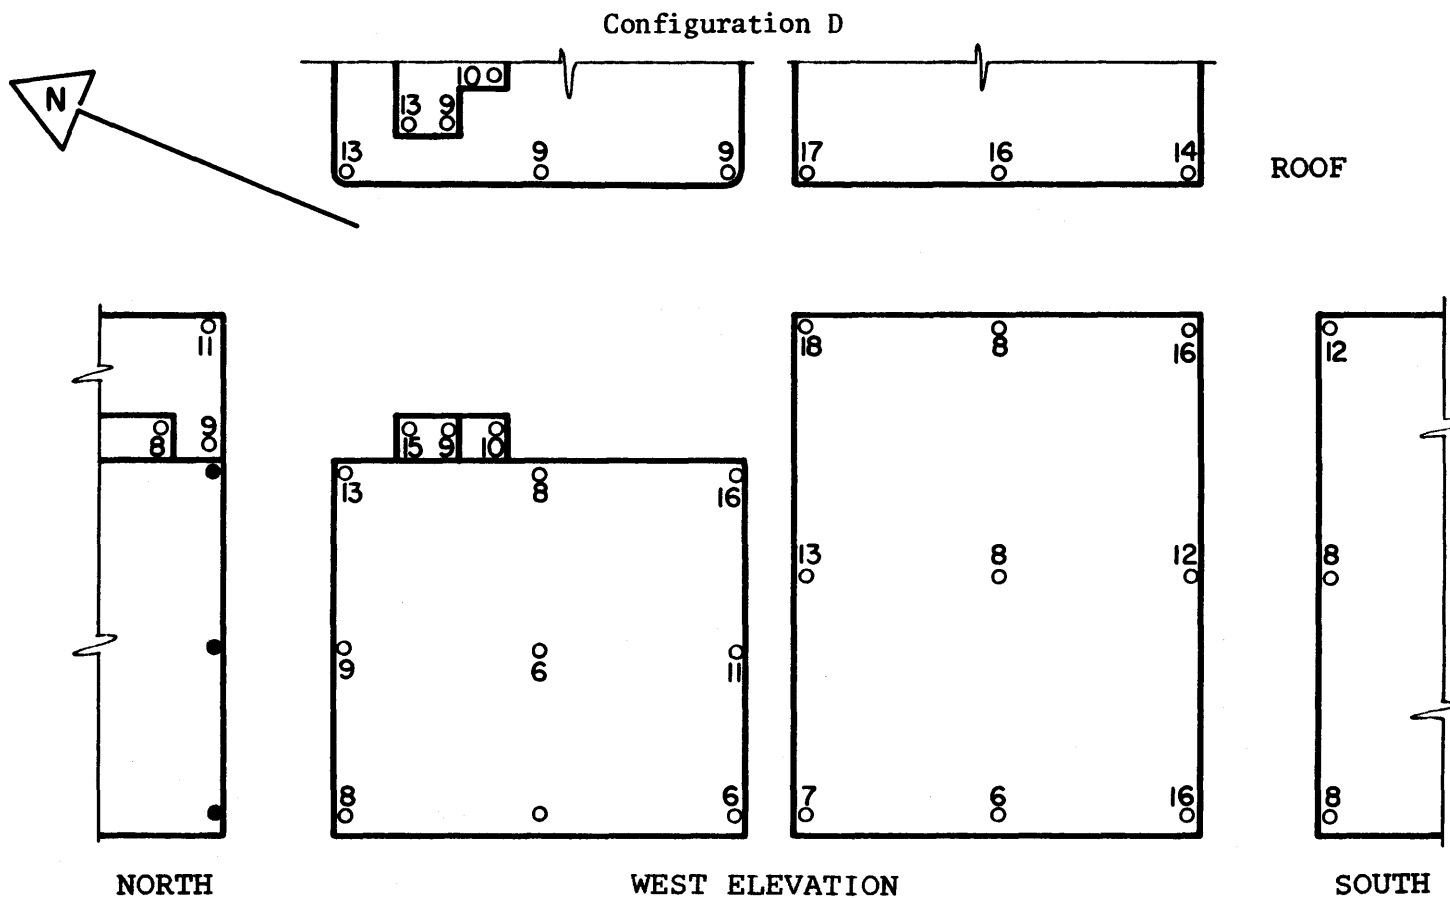 Configuration D
N
10
13 9
13 9 9
17 16 14
ROOF
11
9
8
15 9 10
13 8 16
9 6 11
8 6
18 8 16
13 8 12
7 6 16
12
8
8
NORTH
WEST ELEVATION
SOUTH